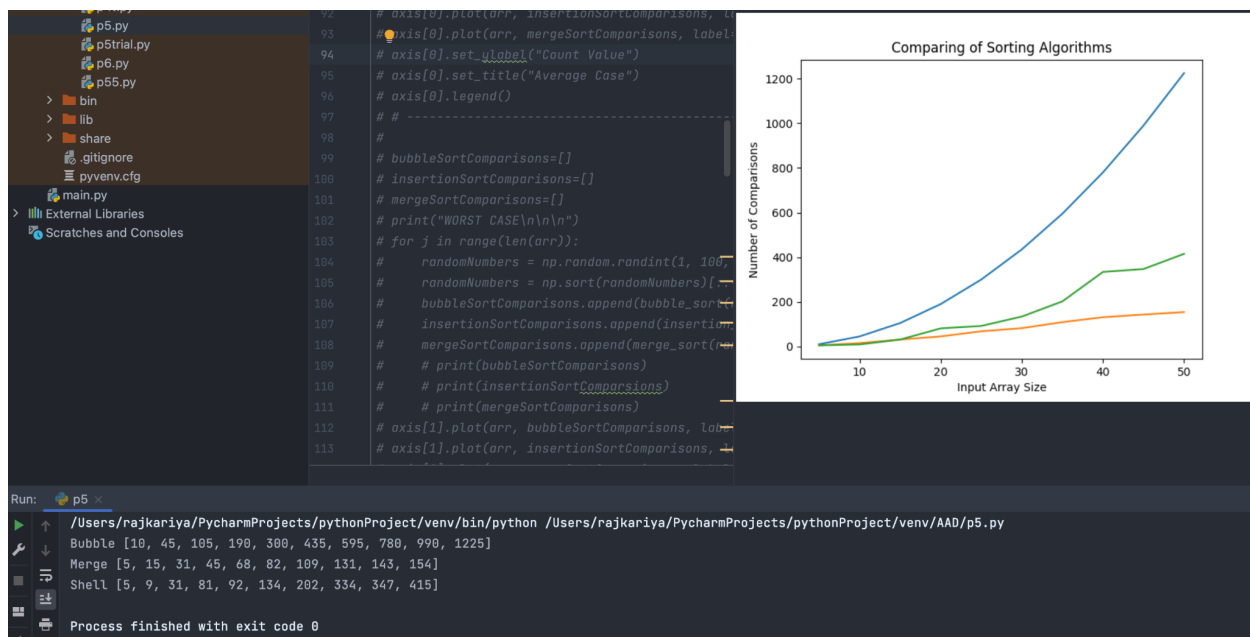 p5.py
p5trial.py
p6.py
p55.py
bin
lib
share
.gitignore
pyvenv.cfg
main.py
External Libraries
Scratches and Consoles
92 # axis[0].plot(arr, insertionSortComparisons,
93 # axis[0].plot(arr, mergeSortComparisons, label=
94 # axis[0].set_ylabel("Count Value")
95 # axis[0].set_title("Average Case")
96 # axis[0].legend()
97 # # ----------------------------------------
98 #
99 # bubbleSortComparisons=[]
100 # insertionSortComparisons=[]
101 # mergeSortComparisons=[]
102 # print("WORST CASE\n\n\n")
103 # for j in range(len(arr)):
104 # randomNumbers = np.random.randint(1, 100,
105 # randomNumbers = np.sort(randomNumbers)[..
106 # bubbleSortComparisons.append(bubble_sort(
107 # insertionSortComparisons.append(insertion_
108 # mergeSortComparisons.append(merge_sort(
109 # # print(bubbleSortComparisons)
110 # # print(insertionSortComparsions)
111 # # print(mergeSortComparisons)
112 # axis[1].plot(arr, bubbleSortComparisons, labe
113 # axis[1].plot(arr, insertionSortComparisons,
Comparing of Sorting Algorithms
Number of Comparisons
1200
1000
800
600
400
200
0
10 20 30 40 50
Input Array Size
Run: p5
/Users/rajkariya/PycharmProjects/pythonProject/venv/bin/python /Users/rajkariya/PycharmProjects/pythonProject/venv/AAD/p5.py
Bubble [10, 45, 105, 190, 300, 435, 595, 780, 990, 1225]
Merge [5, 15, 31, 45, 68, 82, 109, 131, 143, 154]
Shell [5, 9, 31, 81, 92, 134, 202, 334, 347, 415]
Process finished with exit code 0